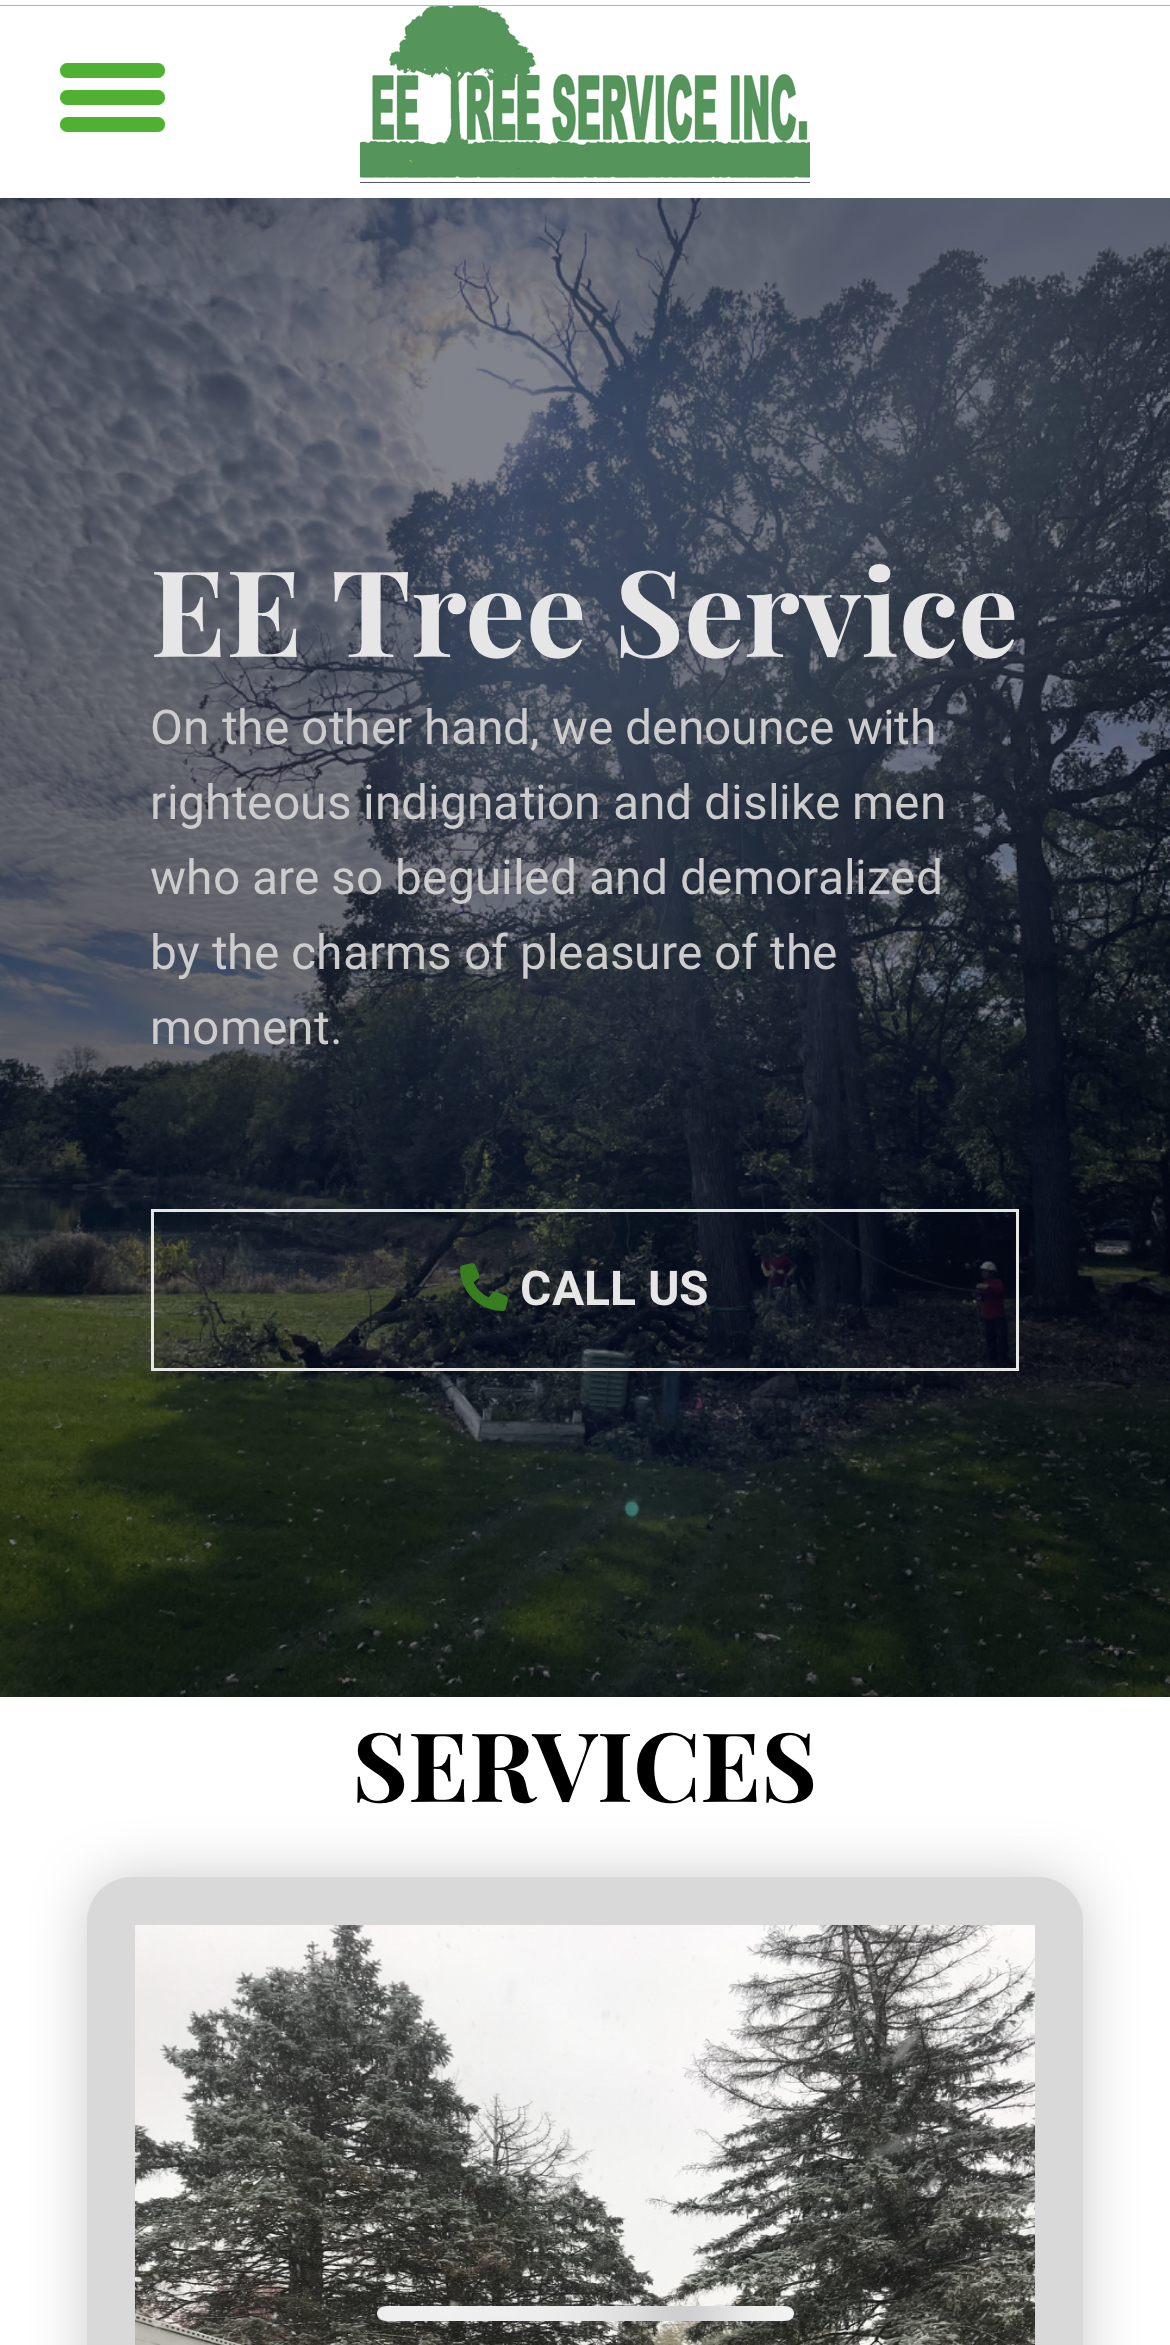 EE TREE SERVICE INC.
EE Tree Service
On the other hand, we denounce with
righteous indignation and dislike men
who are so beguiled and demoralized
by the charms of pleasure of the
moment.
CALL US
SERVICES